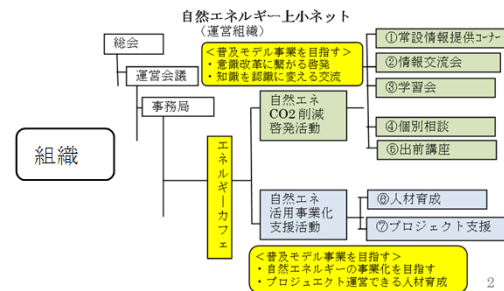 自然エネルギー上小ネット
(運営組織)
総会
運営会議
事務局
組織
<普及モデル事業を目指す>
・意識改革に繋がる啓発
・知識を認識に変える交流
エネルギーカフェ
自然エネ
CO2削減
啓発活動
①常設情報提供コーナー
②情報交流会
③学習会
④個別相談
⑤出前講座
自然エネ
活用事業化
支援活動
⑥人材育成
⑦プロジェクト支援
<普及モデル事業を目指す>
・自然エネルギーの事業化を目指す
・プロジュエクト運営できる人材育成
2